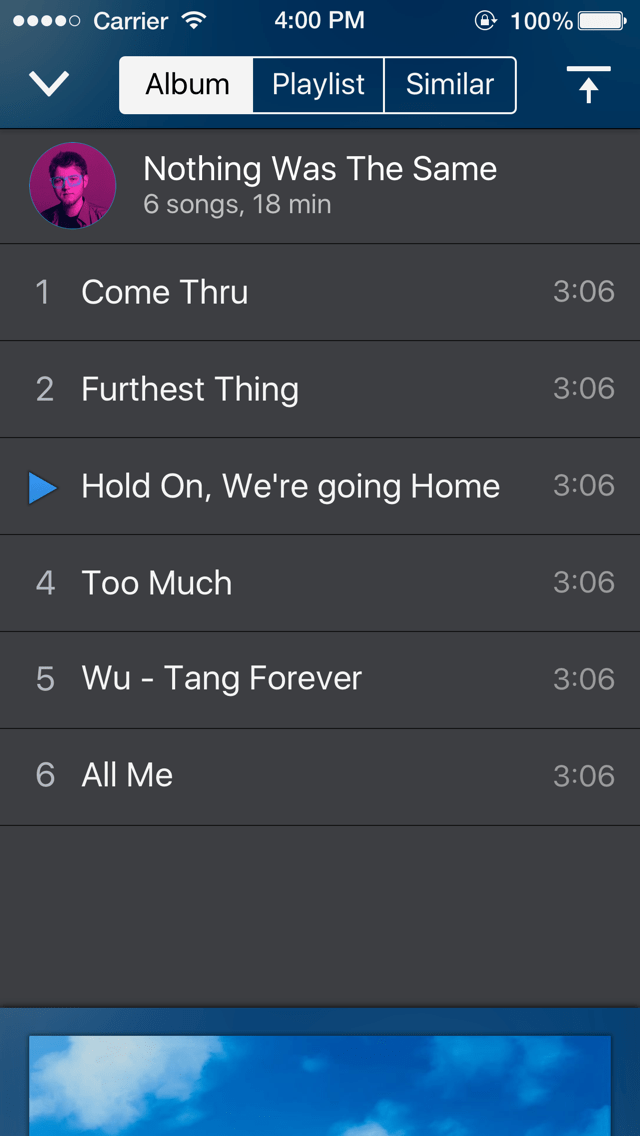 Carrier 4:00 PM 100%
Album Playlist Similar
Nothing Was The Same
6 songs, 18 min
1 Come Thru 3:06
2 Furthest Thing 3:06
Hold On, We're going Home 3:06
4 Too Much 3:06
5 Wu - Tang Forever 3:06
6 All Me 3:06